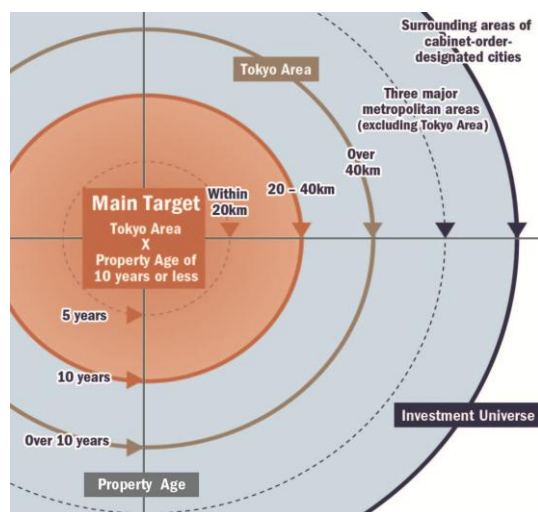 Surrounding areas of
cabinet-order-
designated cities
Tokyo Area
Three major
metropolitan areas
(excluding Tokyo Area)
Over
40km
20 – 40km
Within
20km
Main Target
Tokyo Area
X
Property Age of
10 years or less
5 years
10 years
Investment Universe
Over 10 years
Property Age